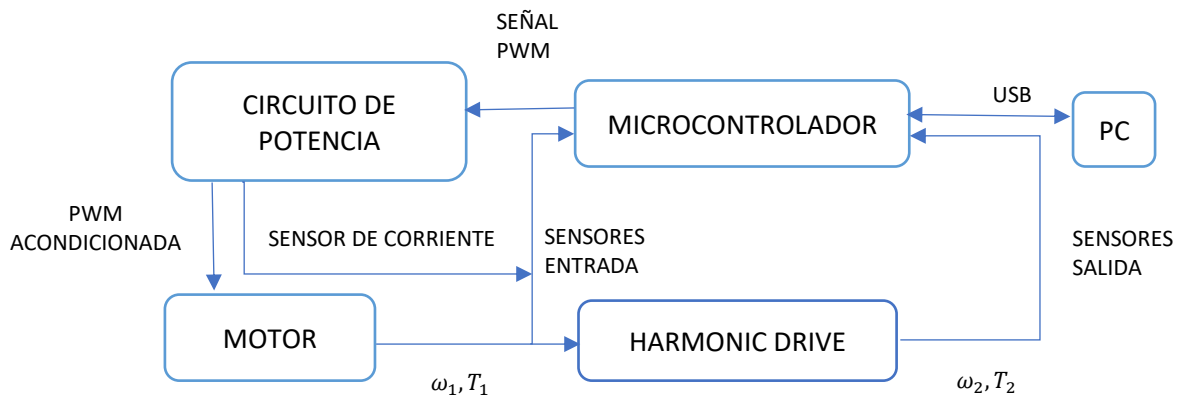 SEÑAL
PWM
CIRCUITO DE
POTENCIA
MICROCONTROLADOR
USB
PC
PWM
ACONDICIONADA
SENSOR DE CORRIENTE
SENSORES
ENTRADA
SENSORES
SALIDA
MOTOR
HARMONIC DRIVE
ω₁, T₁
ω₂, T₂